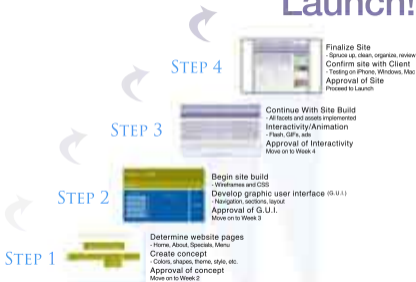 Launch!
STEP 4
Finalize Site
- Spruce up, clean, organize, review
Confirm site with Client
- Testing on iPhone, Windows, Mac
Approval of Site
Proceed to Launch
STEP 3
Continue With Site Build
- All facets and assets implemented
Interactivity/Animation
- Flash, GIFs, ads
Approval of Interactivity
Move on to Week 4
STEP 2
Begin site build
- Wireframes and CSS
Develop graphic user interface (G.U.I.)
- Navigation, sections, layout
Approval of G.U.I.
Move on to Week 3
STEP 1
Determine website pages
- Home, About, Specials, Menu
Create concept
- Colors, shapes, theme, style, etc.
Approval of concept
Move on to Week 2